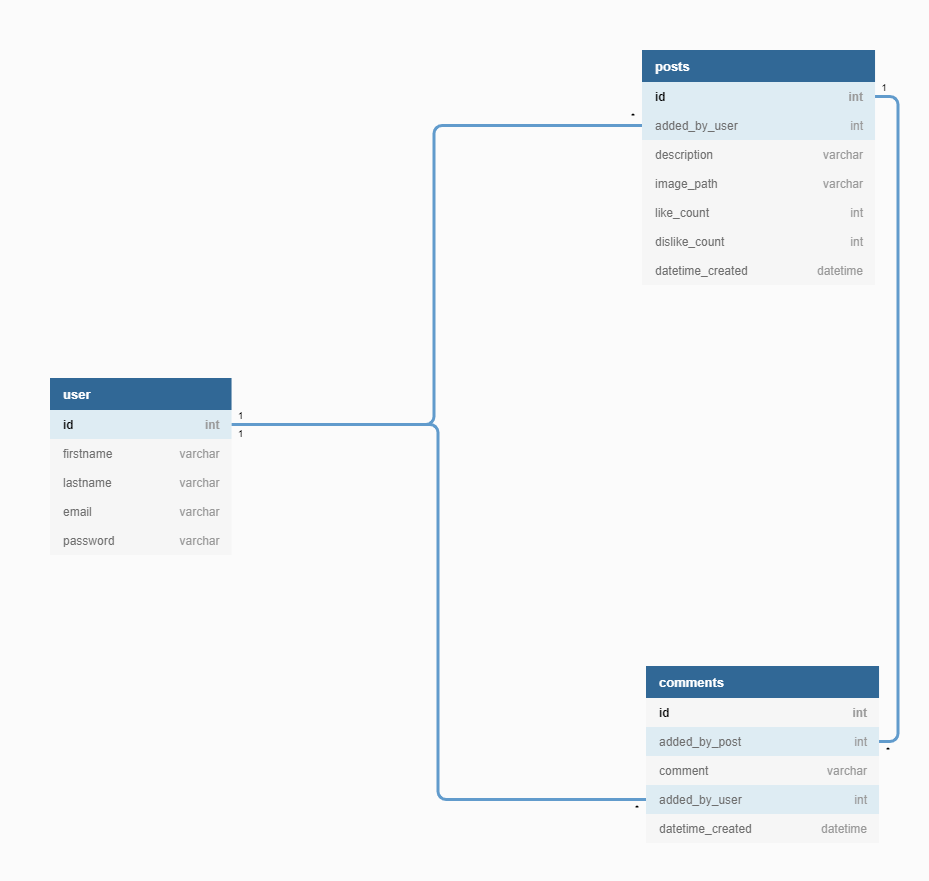 posts
id int
added_by_user int
description varchar
image_path varchar
like_count int
dislike_count int
datetime_created datetime
1
*
user
id int
firstname varchar
lastname varchar
email varchar
password varchar
1
1
comments
id int
added_by_post int
comment varchar
added_by_user int
datetime_created datetime
*
*